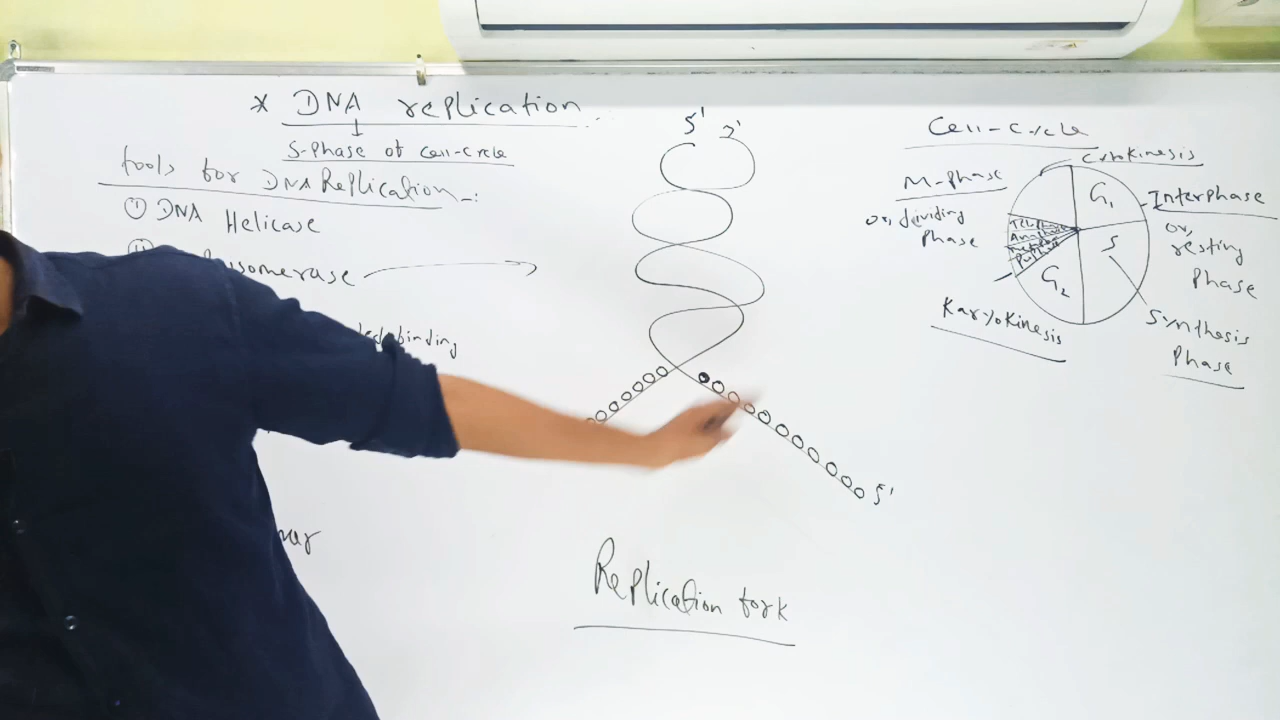 * DNA replication
S-Phase of Cell-Cycle
tools for DNA Replication -:
(i) DNA Helicase
(ii)
isomerase
binding
5' 3'
5'
Replication fork
Cell-Cycle
Cytokinesis
M-Phase
or, dividing
Phase
G1
S
G2
Interphase
or,
resting
Phase
Karyokinesis
Synthesis
Phase